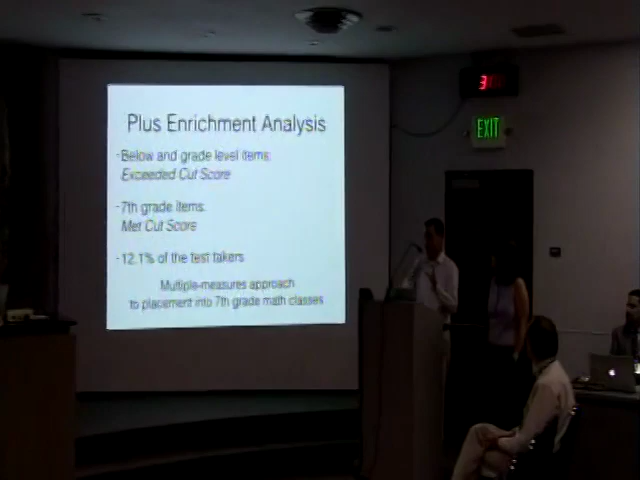 Plus Enrichment Analysis
-Below and grade level items:
Exceeded Cut Score
-7th grade items:
Met Cut Score
-12.1% of the test takers
Multiple-measures approach
to placement into 7th grade math classes
EXIT